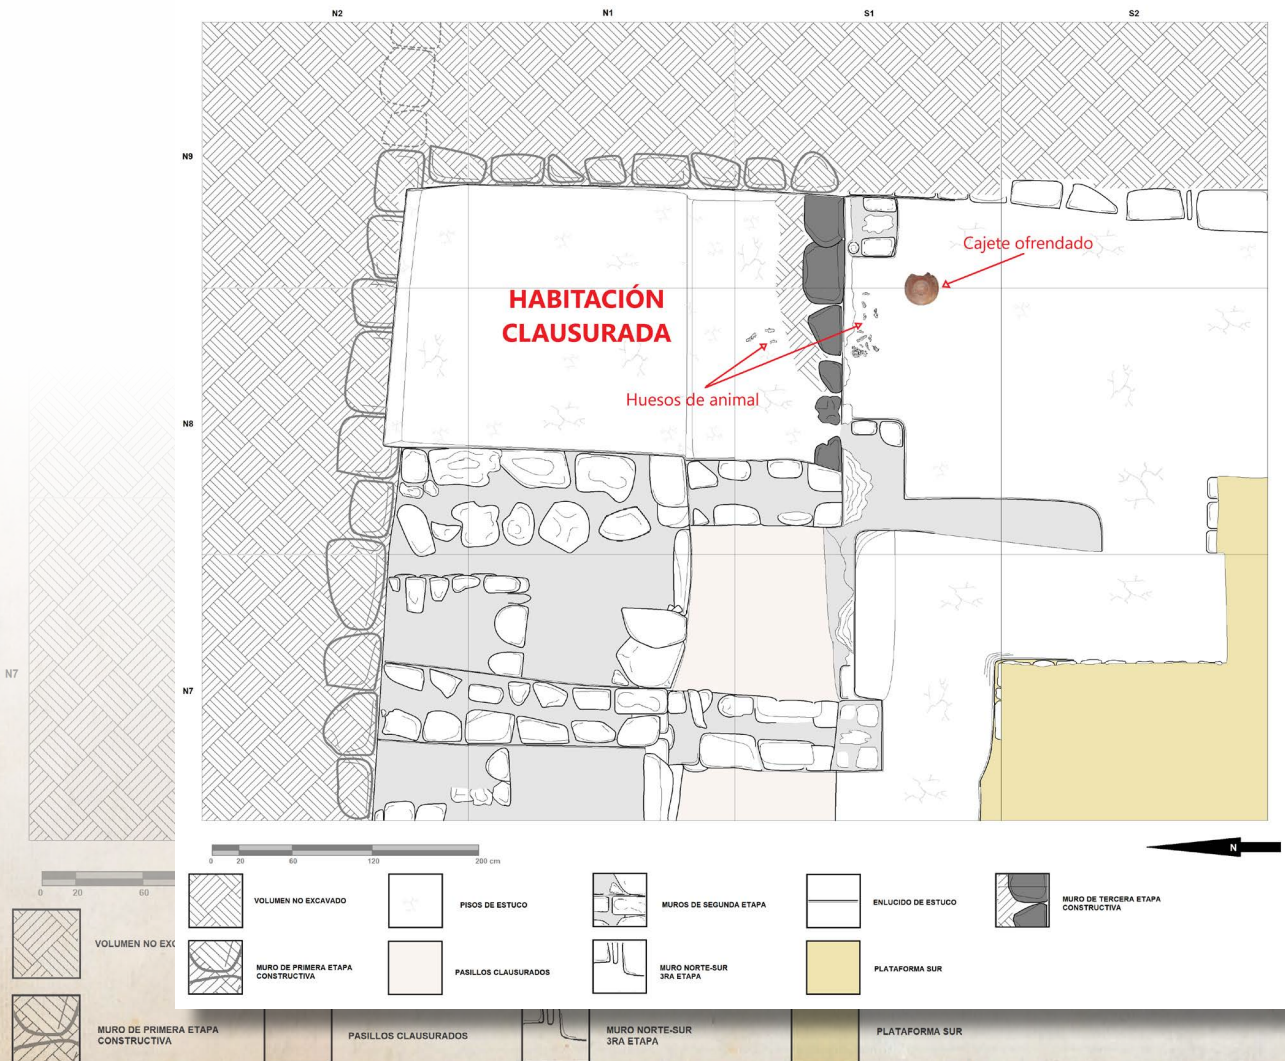 N2 N1 S1 S2
N9
Cajete ofrendado
HABITACIÓN
CLAUSURADA
Huesos de animal
N8
N7
N7
0 20 60 120 200 cm
N
VOLUMEN NO EXCAVADO
PISOS DE ESTUCO
MUROS DE SEGUNDA ETAPA
ENLUCIDO DE ESTUCO
MURO DE TERCERA ETAPA
CONSTRUCTIVA
MURO DE PRIMERA ETAPA
CONSTRUCTIVA
PASILLOS CLAUSURADOS
MURO NORTE-SUR
3RA ETAPA
PLATAFORMA SUR
0 20 60
VOLUMEN NO EXC
MURO DE PRIMERA ETAPA
CONSTRUCTIVA
PASILLOS CLAUSURADOS
MURO NORTE-SUR
3RA ETAPA
PLATAFORMA SUR